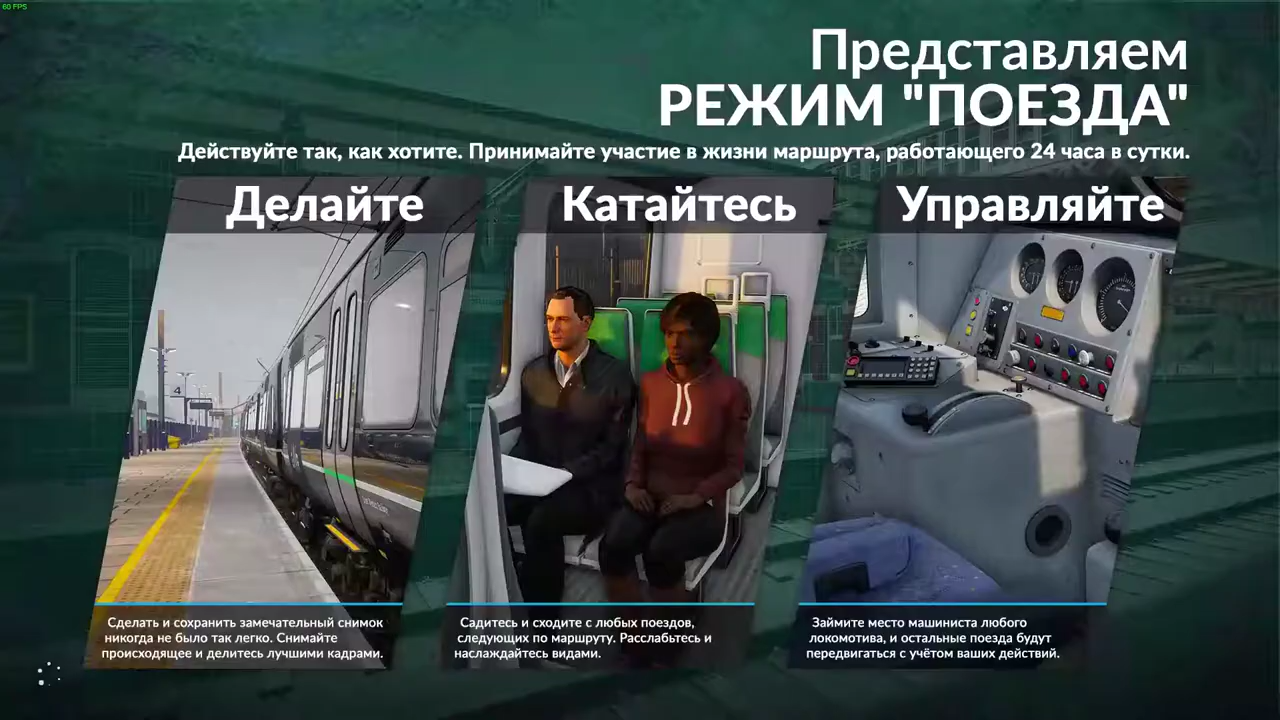 60 FPS
Представляем
РЕЖИМ "ПОЕЗДА"
Действуйте так, как хотите. Принимайте участие в жизни маршрута, работающего 24 часа в сутки.
Делайте
Катайтесь
Управляйте
4
Сделать и сохранить замечательный снимок
никогда не было так легко. Снимайте
происходящее и делитесь лучшими кадрами.
Садитесь и сходите с любых поездов,
следующих по маршруту. Расслабьтесь и
наслаждайтесь видами.
Займите место машиниста любого
локомотива, и остальные поезда будут
передвигаться с учётом ваших действий.